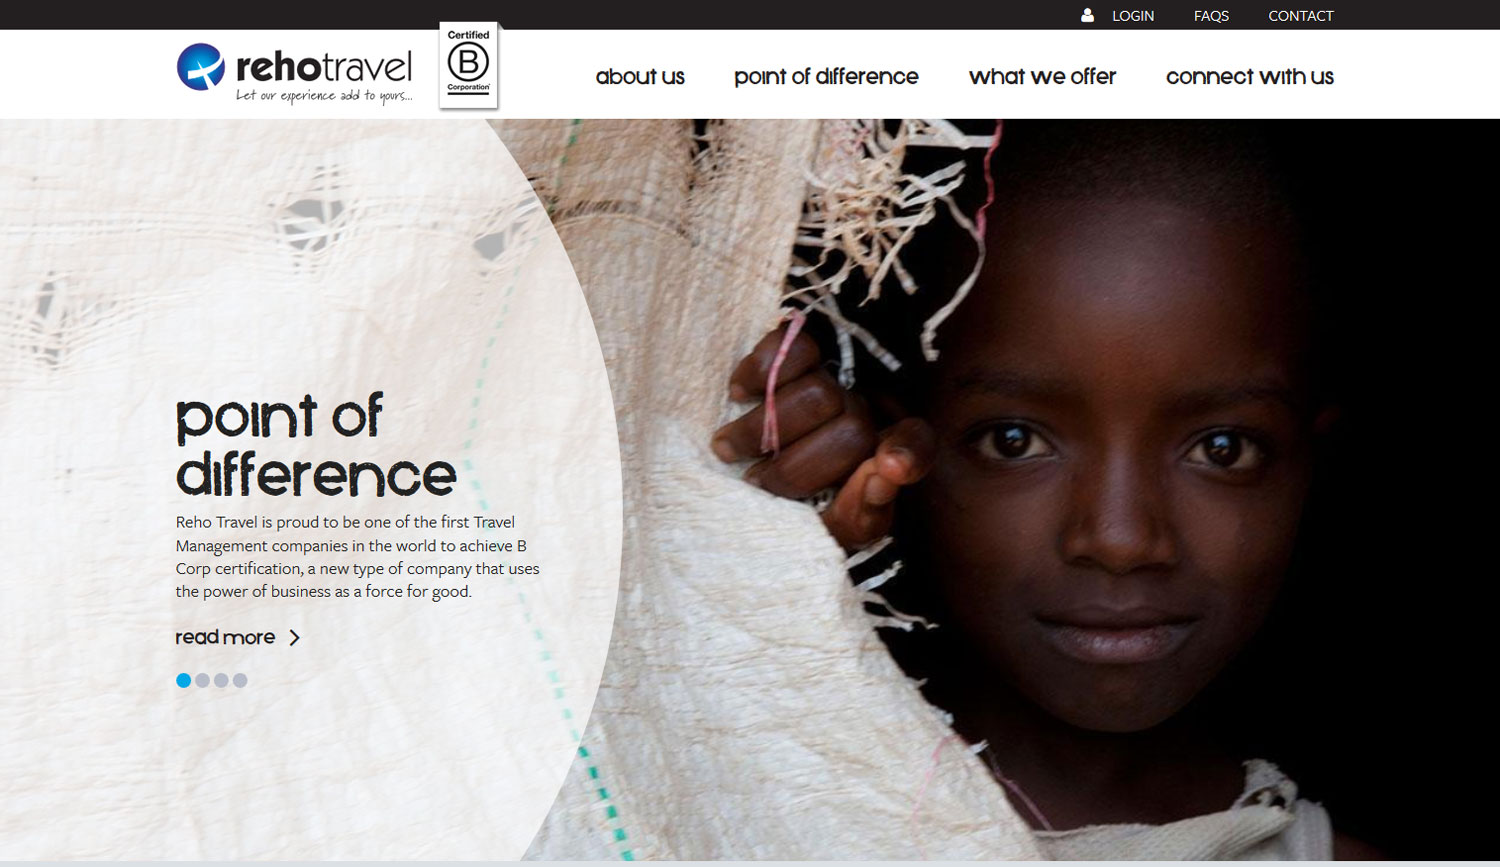 LOGIN FAQS CONTACT
rehotravel
Let our experience add to yours...
Certified
B
Corporation
about us point of difference what we offer connect with us
point of
difference
Reho Travel is proud to be one of the first Travel
Management companies in the world to achieve B
Corp certification, a new type of company that uses
the power of business as a force for good.
read more